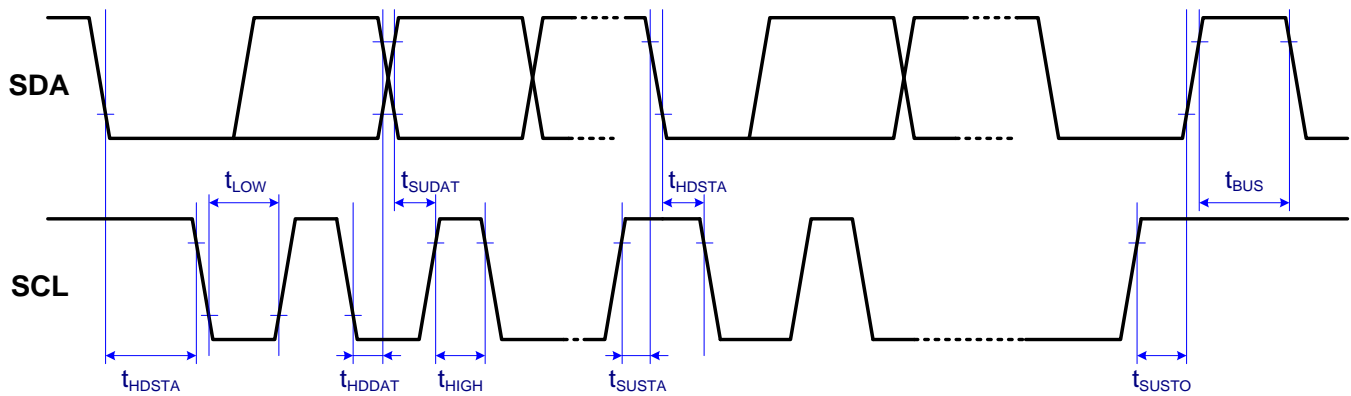 SDA
tLOW
tSUDAT
tHDSTA
tBUS
SCL
tHDSTA
tHDDAT
tHIGH
tSUSTA
tSUSTO